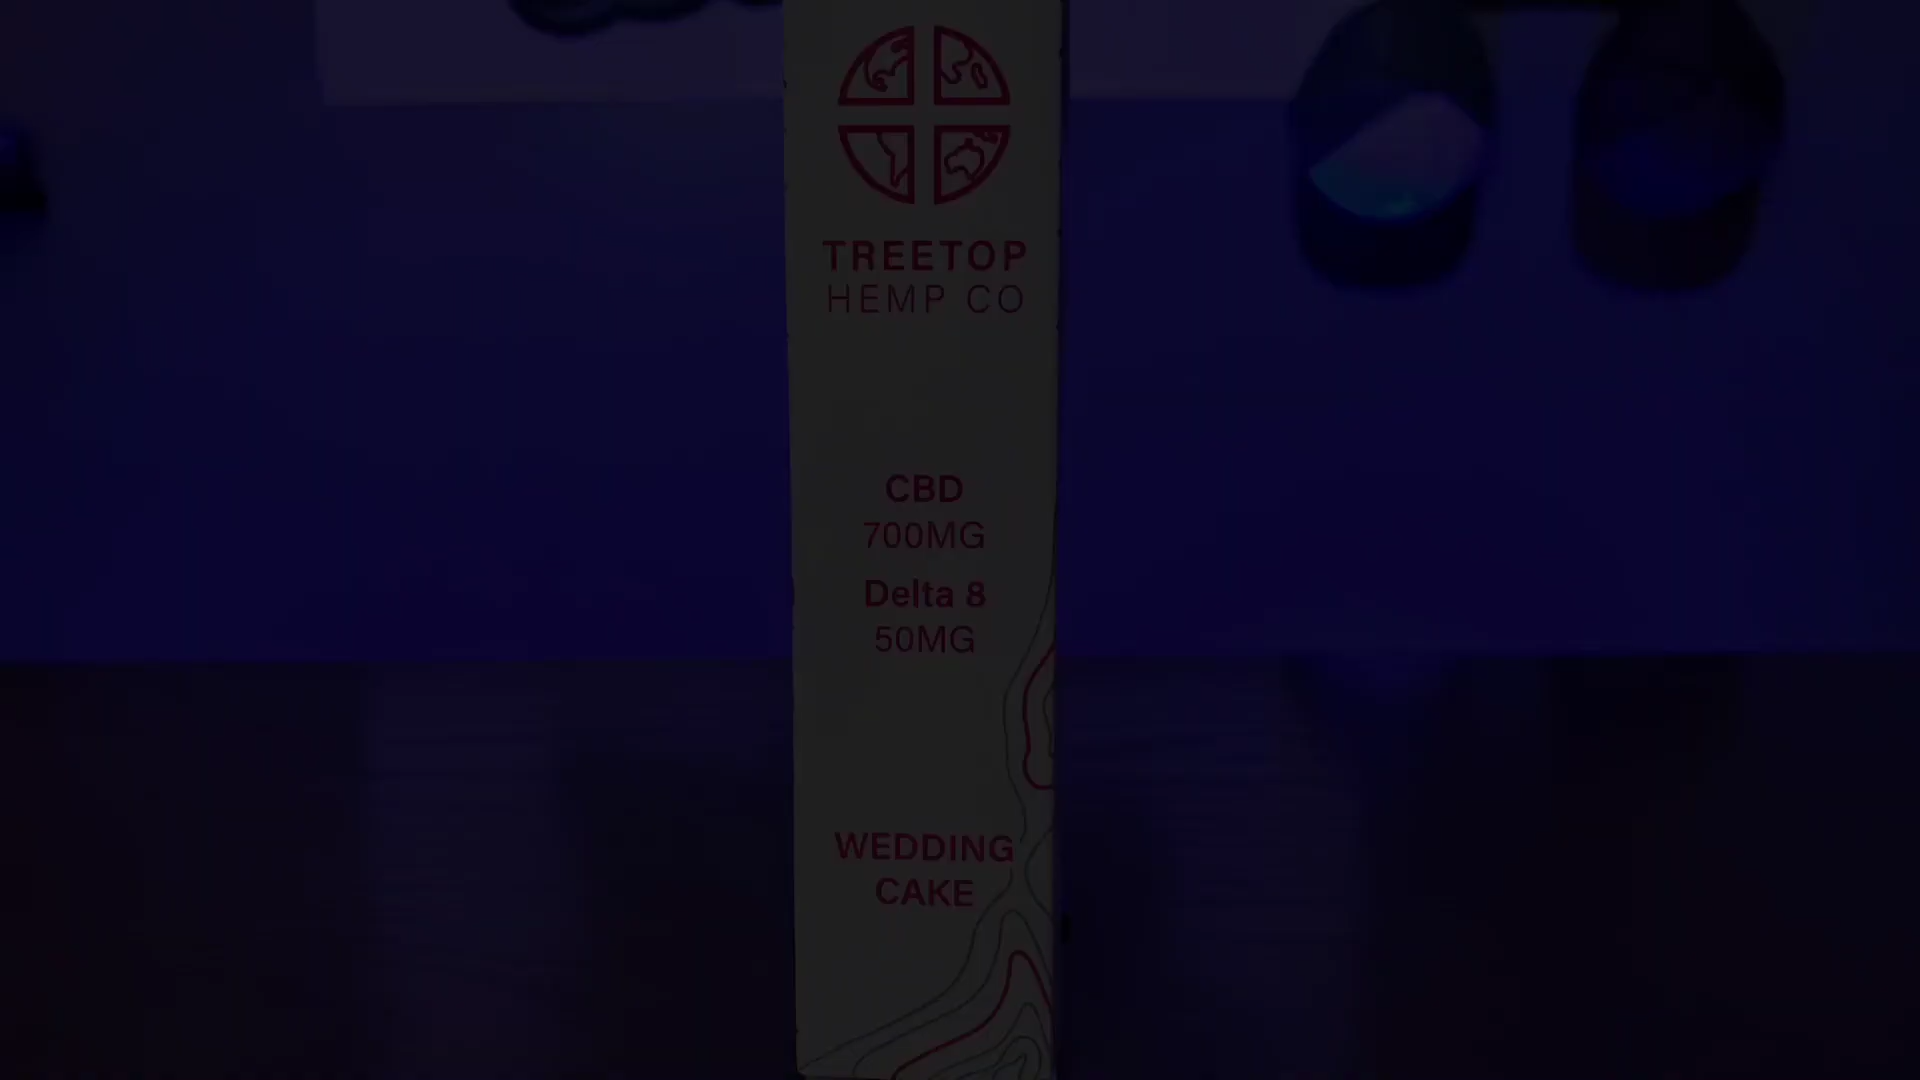 TREETOP
HEMP CO
CBD
700MG
Delta 8
50MG
WEDDING
CAKE